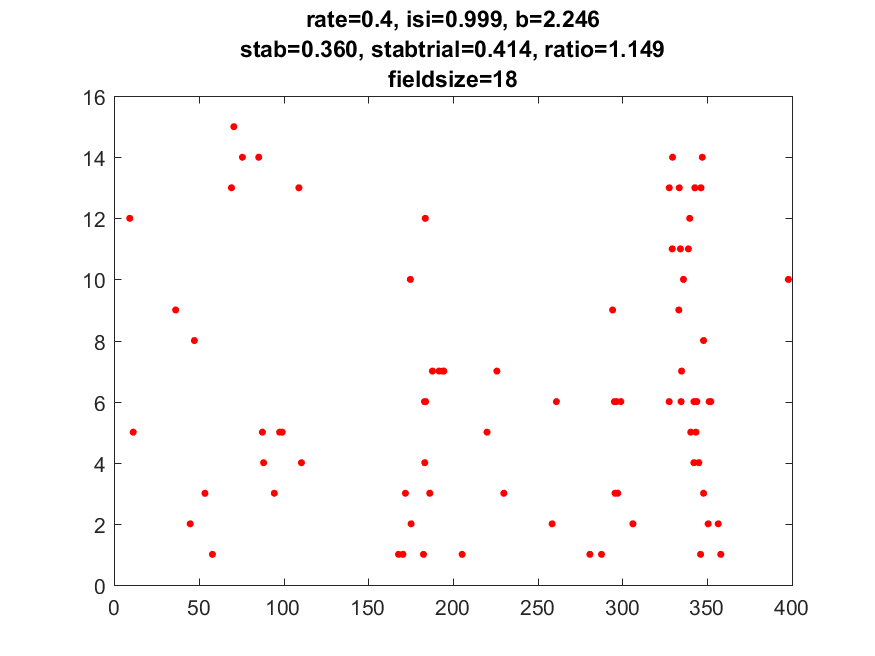 rate=0.4, isi=0.999, b=2.246
stab=0.360, stabtrial=0.414, ratio=1.149
fieldsize=18
16
14
12
10
8
6
4
2
0
0 50 100 150 200 250 300 350 400